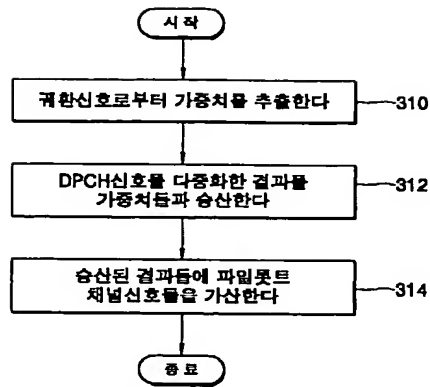 시 작
궤환신호로부터 가중치를 추출한다
310
DPCH신호를 다중화한 결과를
가중치들과 승산한다
312
승산된 결과들에 파일롯트
채널신호들을 가산한다
314
종 료